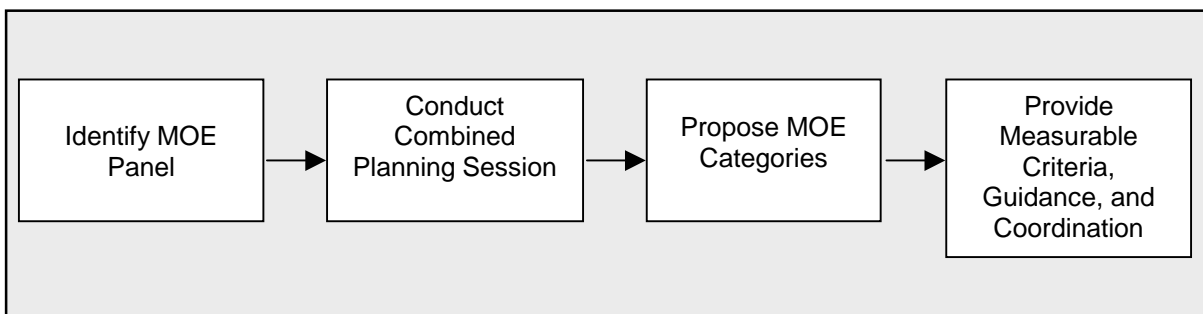 Identify MOE
Panel
Conduct
Combined
Planning Session
Propose MOE
Categories
Provide
Measurable
Criteria,
Guidance, and
Coordination